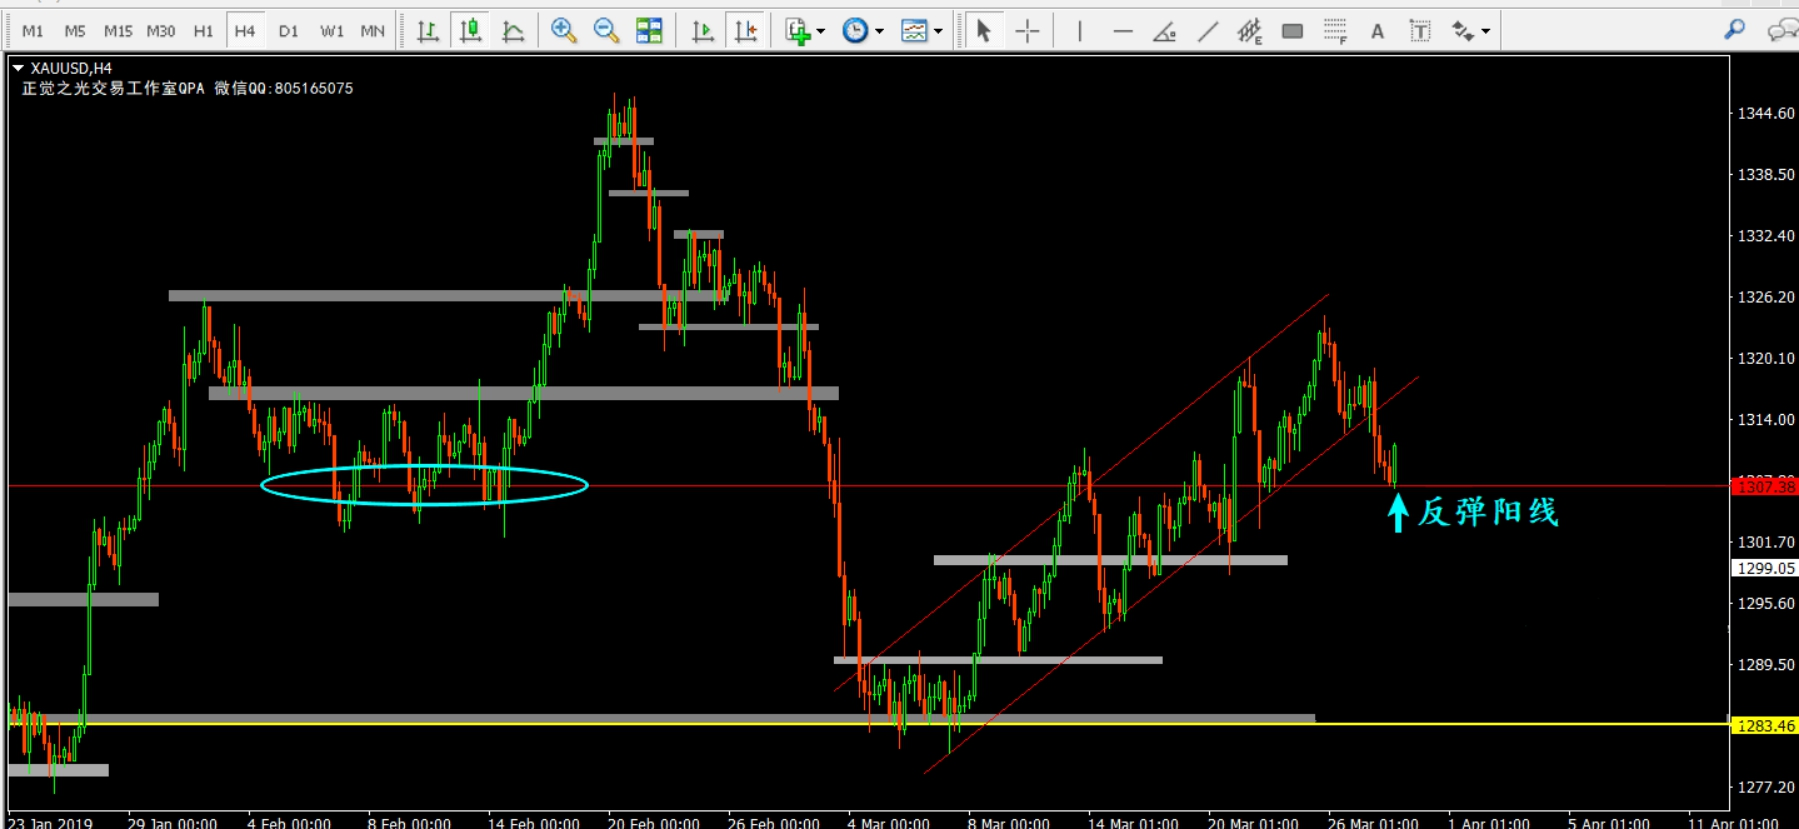 M1 M5 M15 M30 H1 H4 D1 W1 MN E F A T
XAUUSD,H4
正觉之光交易工作室QPA 微信QQ:805165075
1344.60
1338.50
1332.40
1326.20
1320.10
1314.00
1307.38
反弹阳线
1301.70
1299.05
1295.60
1289.50
1283.46
1277.20
23 Jan 2019 29 Jan 00:00 4 Feb 00:00 8 Feb 00:00 14 Feb 00:00 20 Feb 00:00 26 Feb 00:00 4 Mar 00:00 8 Mar 00:00 14 Mar 01:00 20 Mar 01:00 26 Mar 01:00 1 Apr 01:00 5 Apr 01:00 11 Apr 01:00